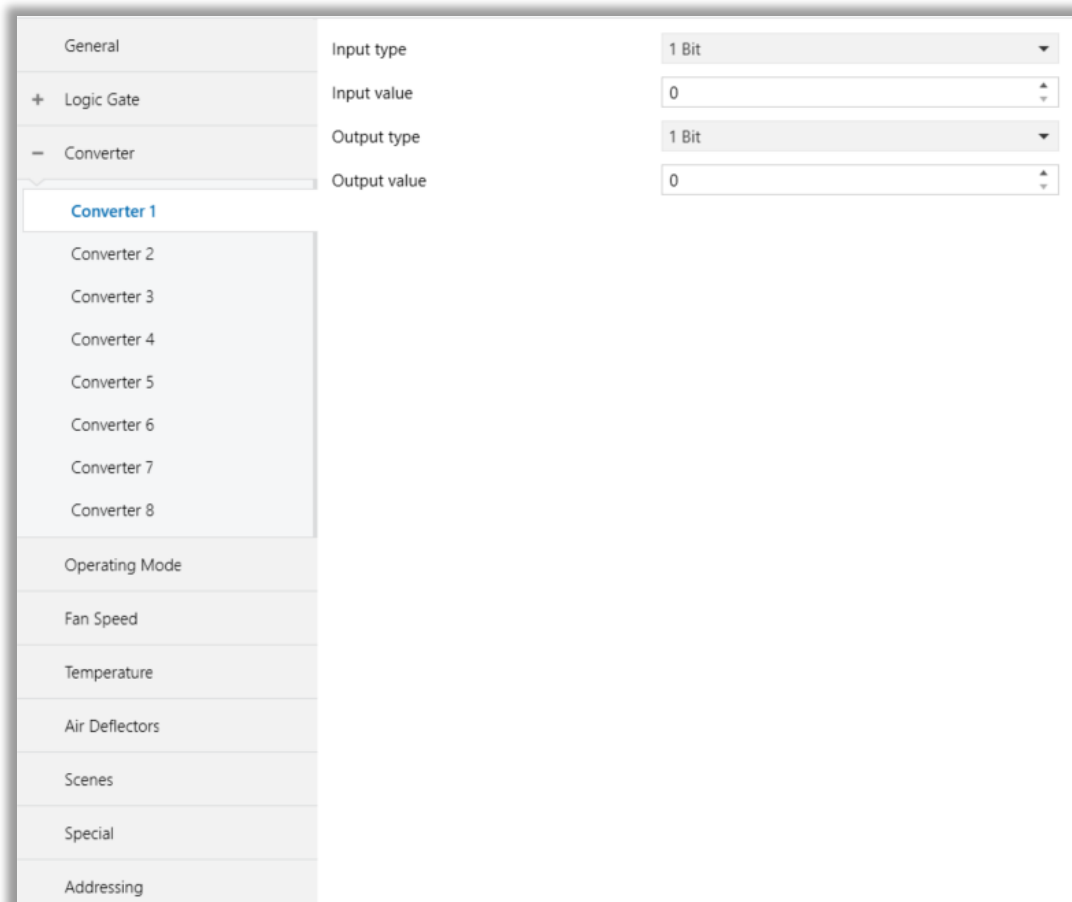 General
+ Logic Gate
− Converter
Converter 1
Converter 2
Converter 3
Converter 4
Converter 5
Converter 6
Converter 7
Converter 8
Operating Mode
Fan Speed
Temperature
Air Deflectors
Scenes
Special
Addressing
Input type 1 Bit
Input value 0
Output type 1 Bit
Output value 0